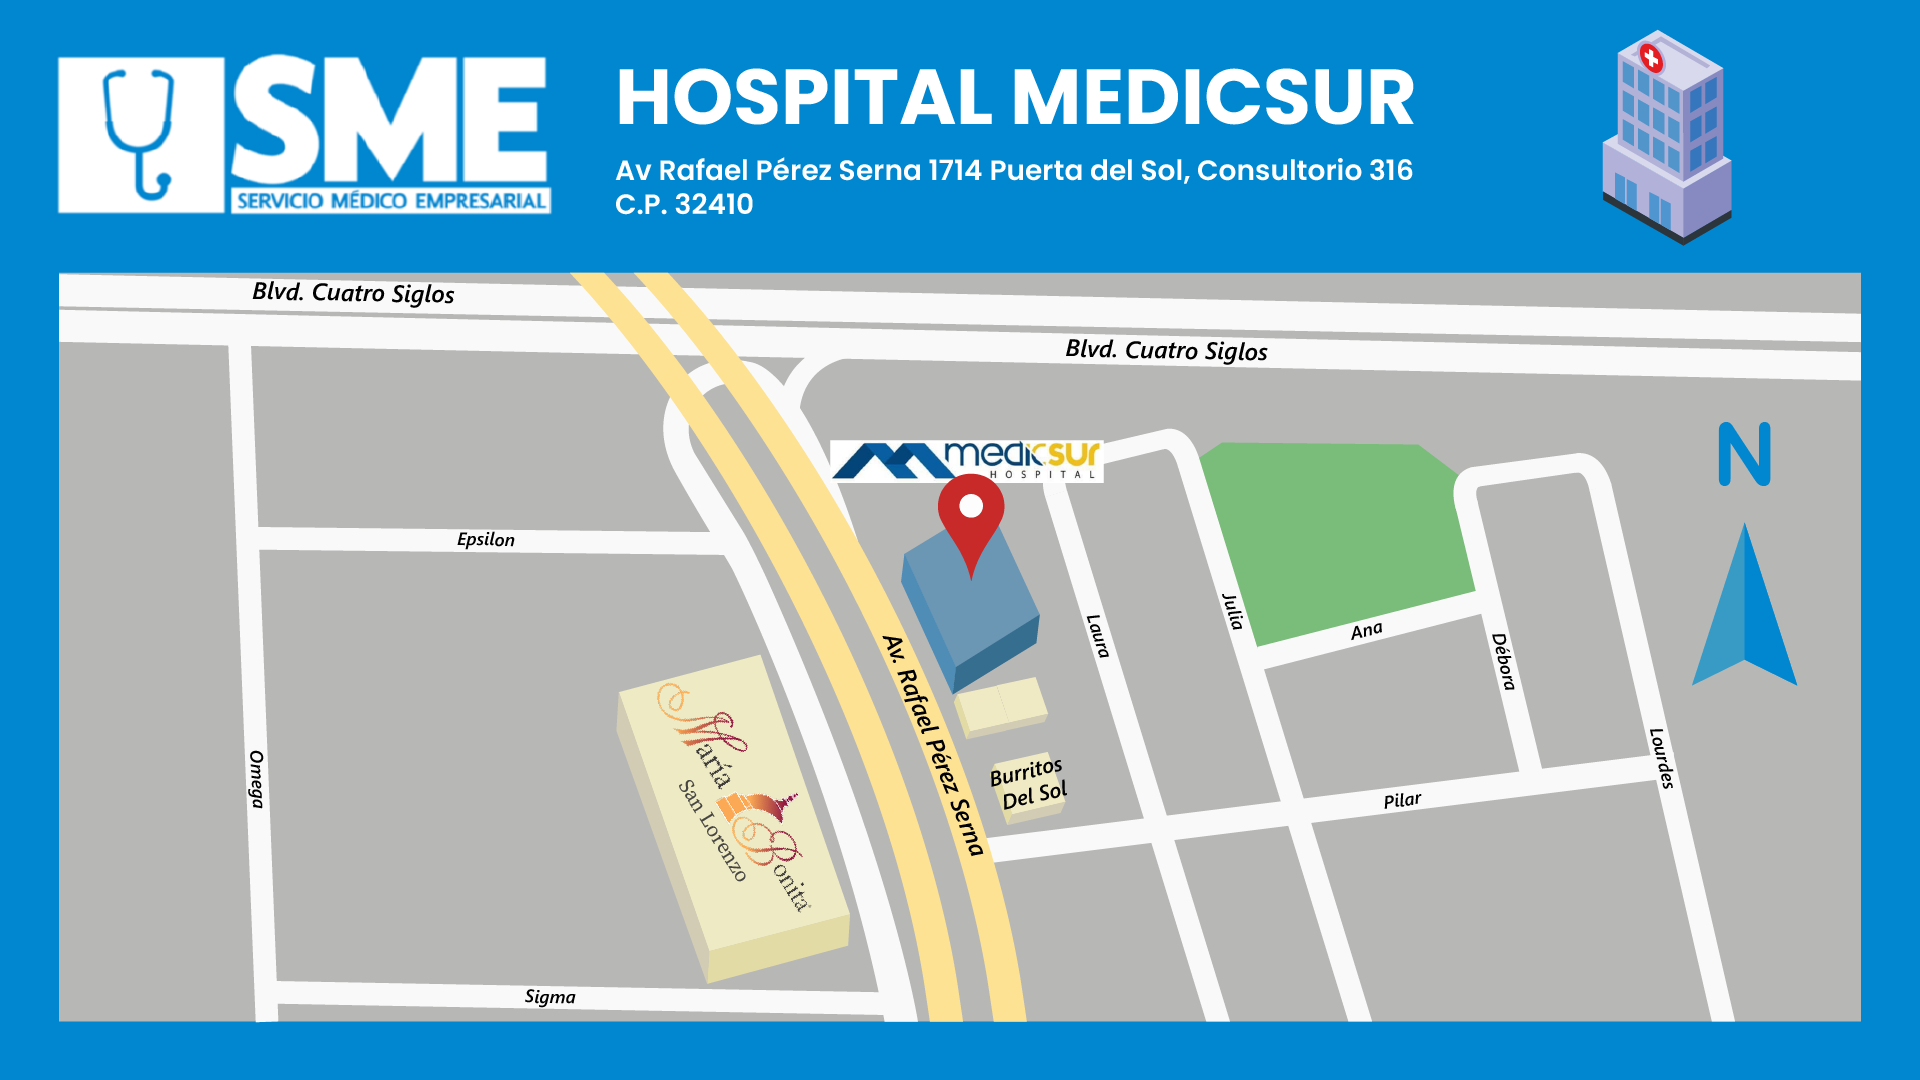 SME
SERVICIO MÉDICO EMPRESARIAL
HOSPITAL MEDICSUR
Av Rafael Pérez Serna 1714 Puerta del Sol, Consultorio 316
C.P. 32410
Blvd. Cuatro Siglos
Blvd. Cuatro Siglos
medicsur
HOSPITAL
N
Epsilon
Laura
Julia
Ana
Débora
Av. Rafael Pérez Serna
Omega
María
Bonita
San Lorenzo
Burritos
Del Sol
Lourdes
Pilar
Sigma